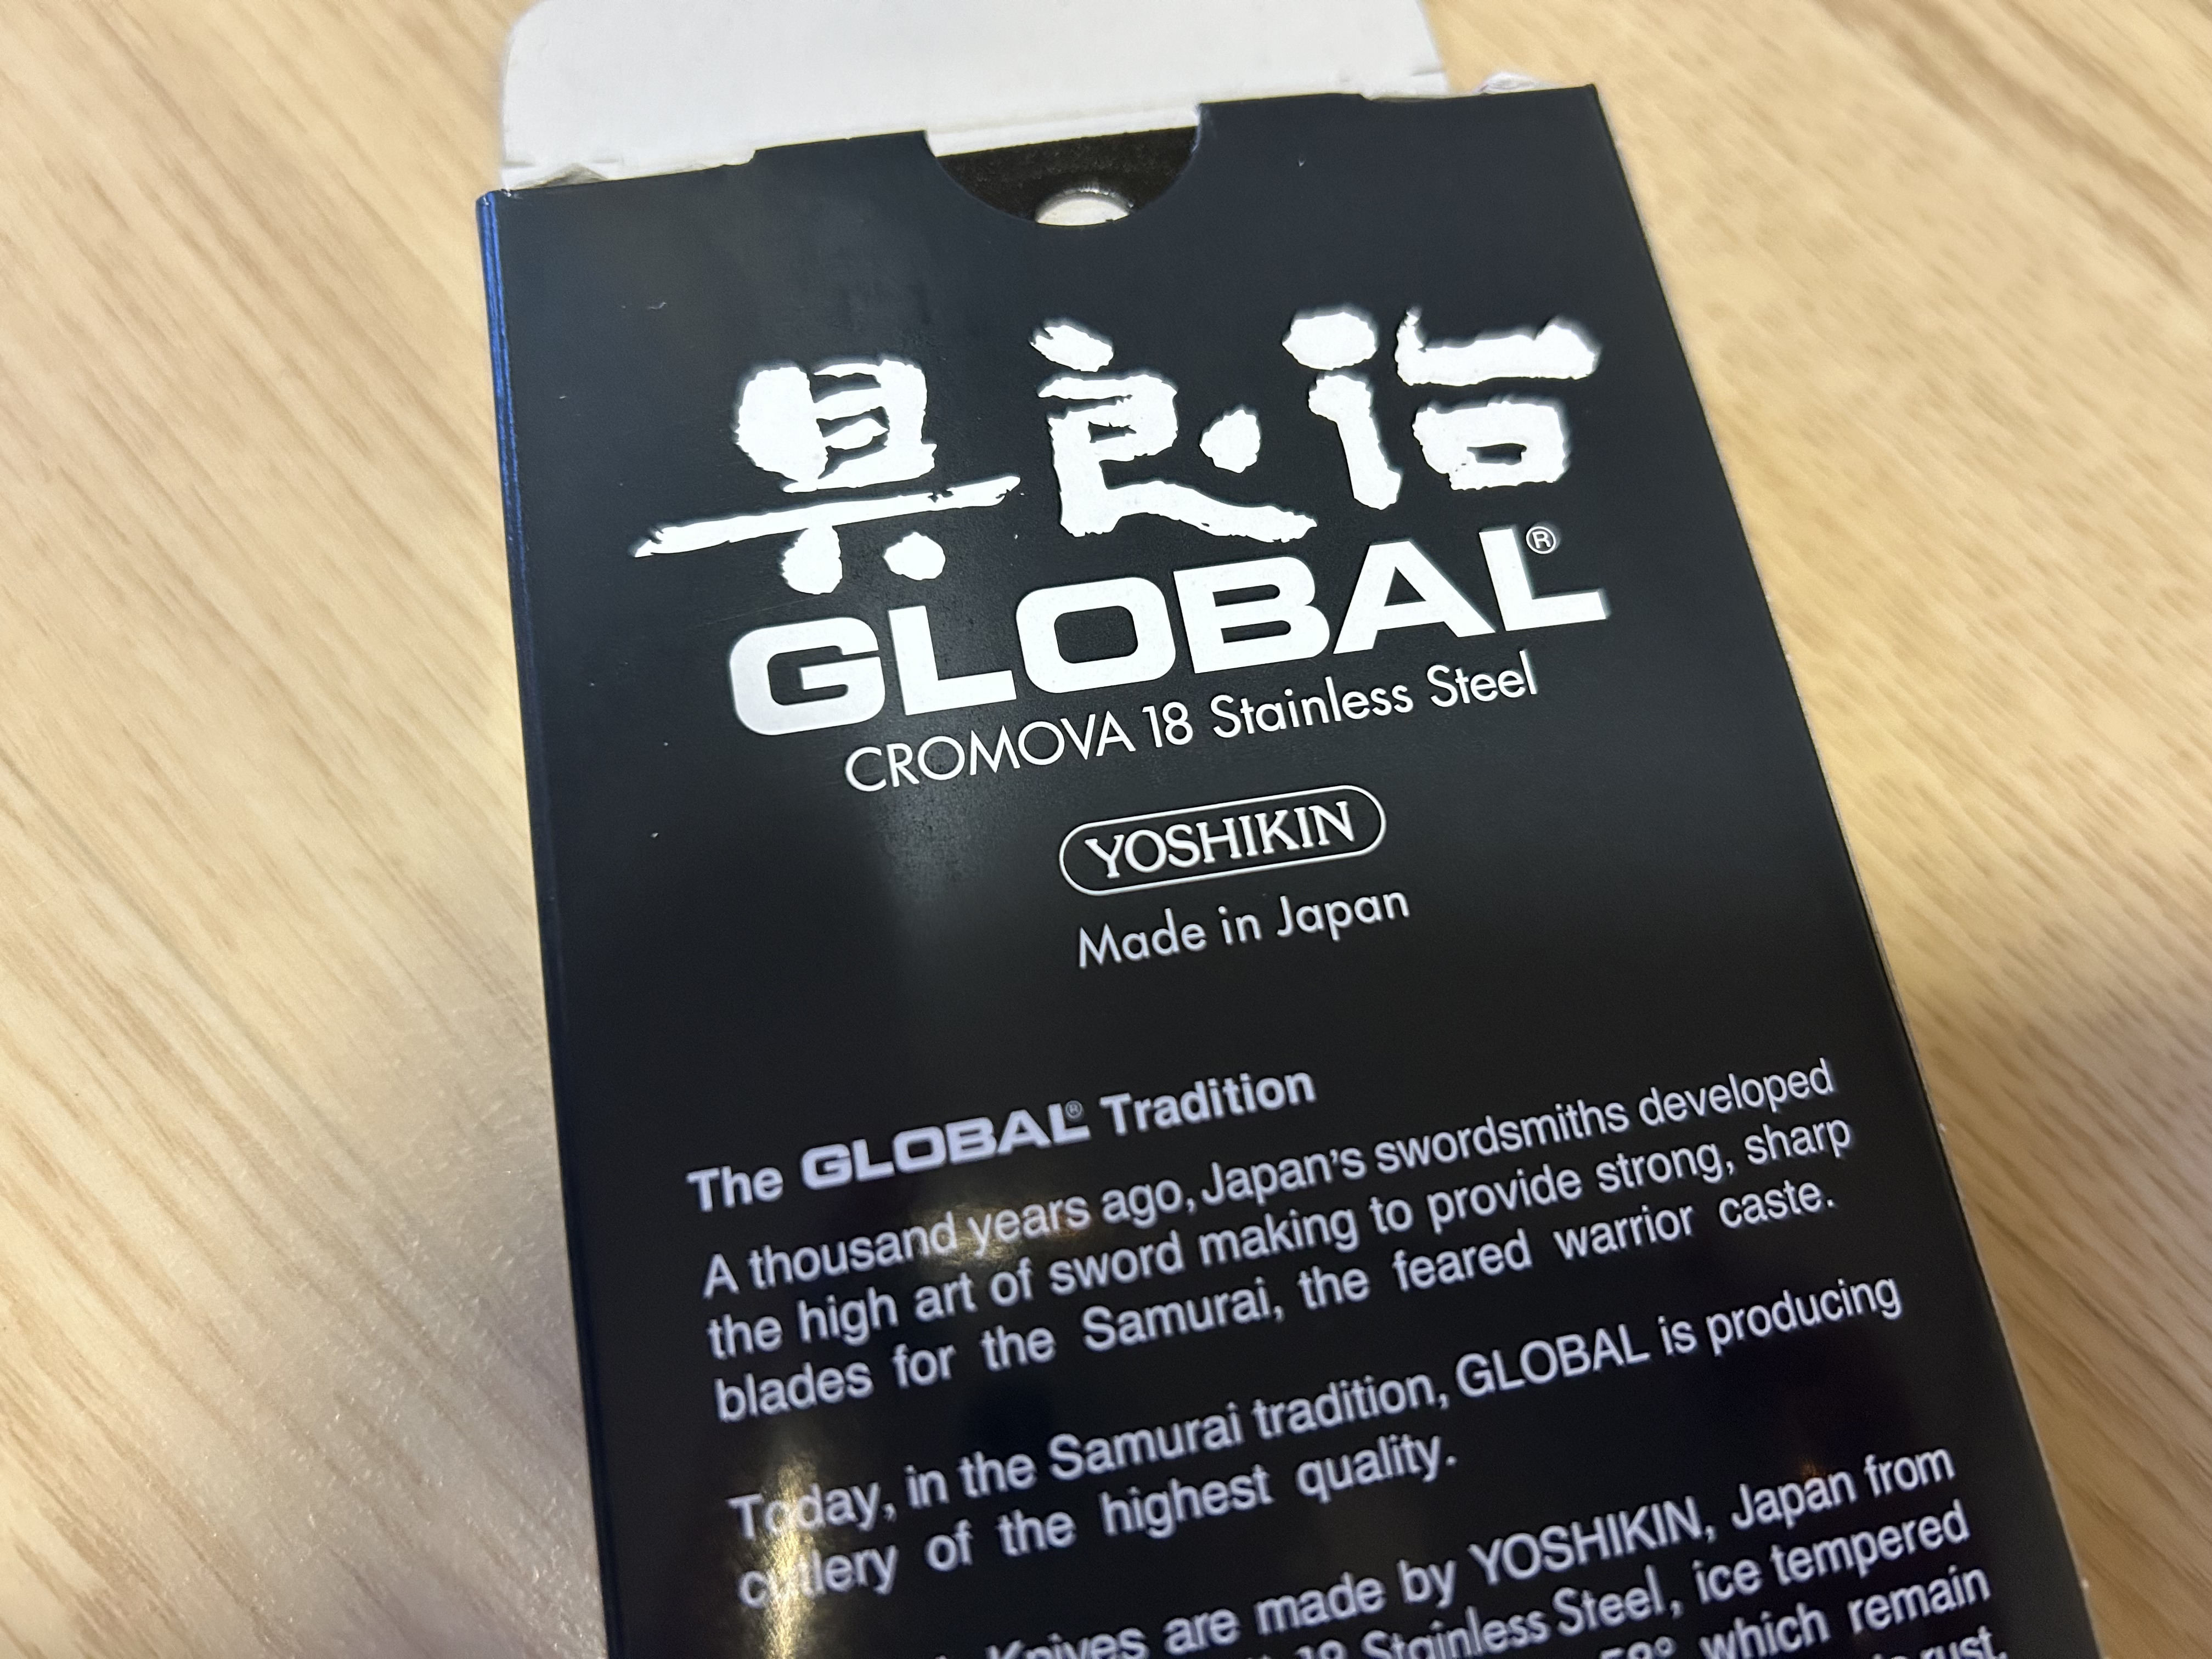 具良治
GLOBAL®
CROMOVA 18 Stainless Steel
YOSHIKIN
Made in Japan
The GLOBAL® Tradition
A thousand years ago, Japan's swordsmiths developed
the high art of sword making to provide strong, sharp
blades for the Samurai, the feared warrior caste.
Today, in the Samurai tradition, GLOBAL is producing
cutlery of the highest quality.
Knives are made by YOSHIKIN, Japan from
18 Stainless Steel, ice tempered
58° which remain
rust.